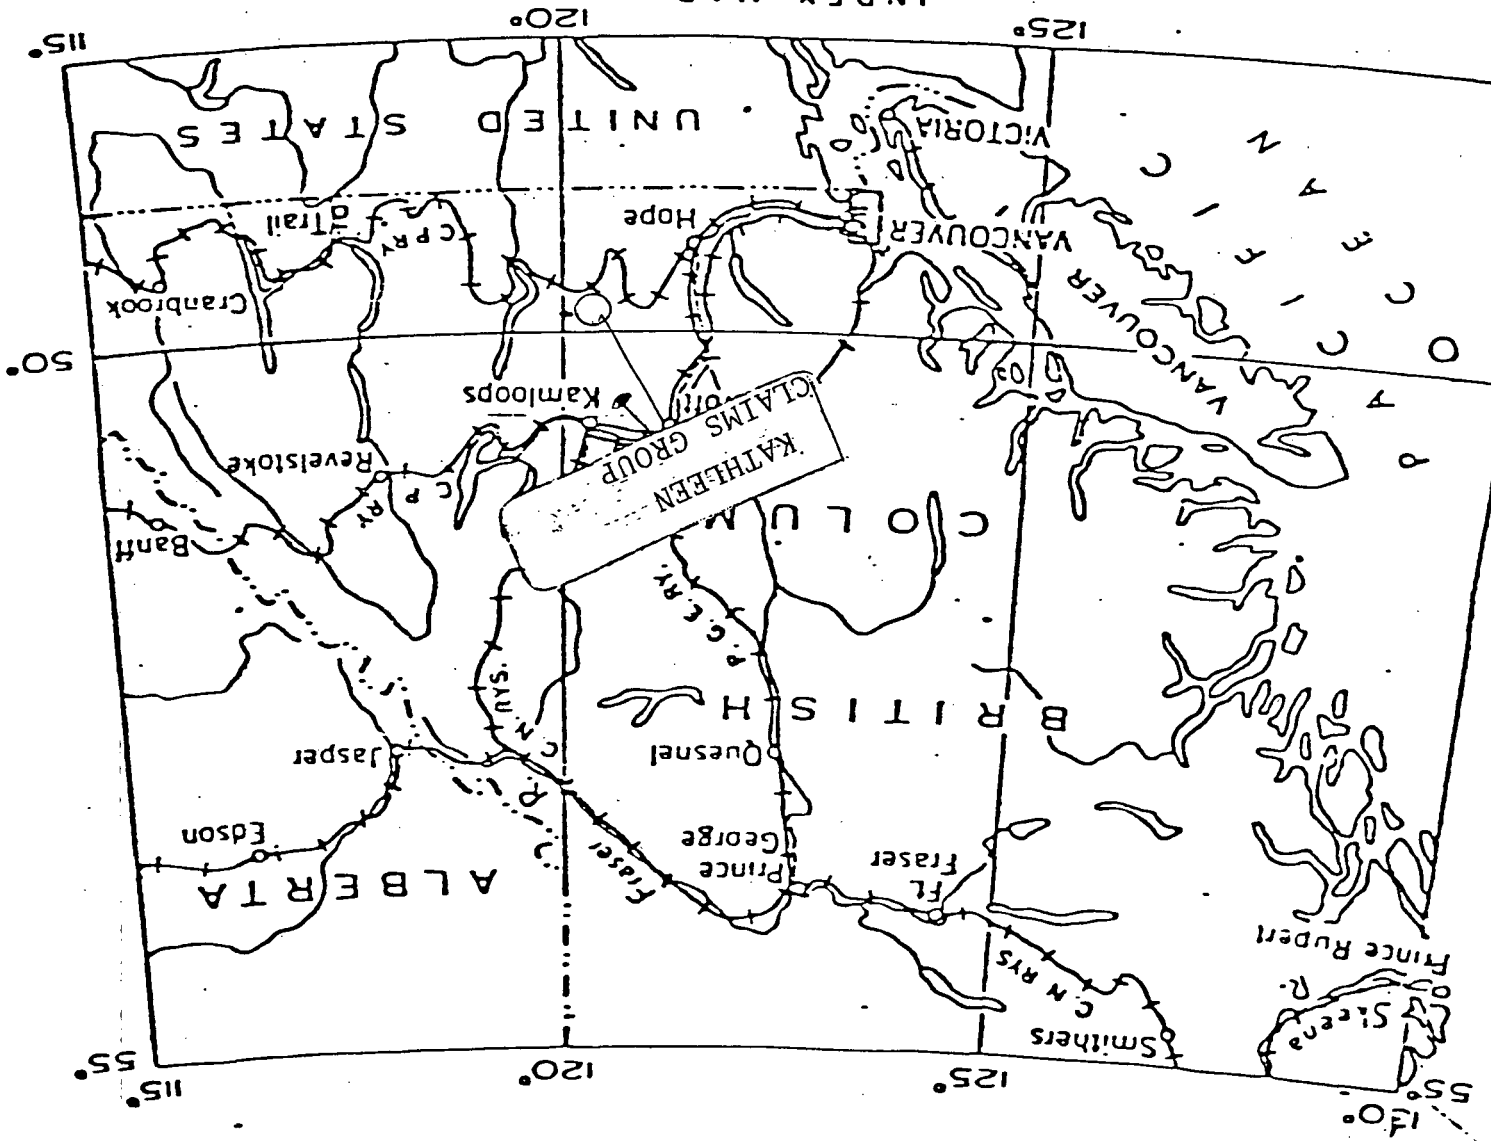 130°
125°
120°
115°
55°
55°
Prince Rupert
Skeena
R.
Smithers
C N RYS
Ft.
Fraser
Prince
George
Fraser
R.
ALBERTA
Edson
Jasper
Quesnel
BRITISH
C. N.
RYS.
P. G. E. RY.
COLUM
KATHLEEN
CLAIMS GROUP
Banff
Revelstoke
C P RY
Kamloops
50°
PACIFIC
OCEAN
VANCOUVER
VANCOUVER
VICTORIA
Hope
C P RY
Trail
Cranbrook
UNITED STATES
125°
120°
115°
INDEX MAP